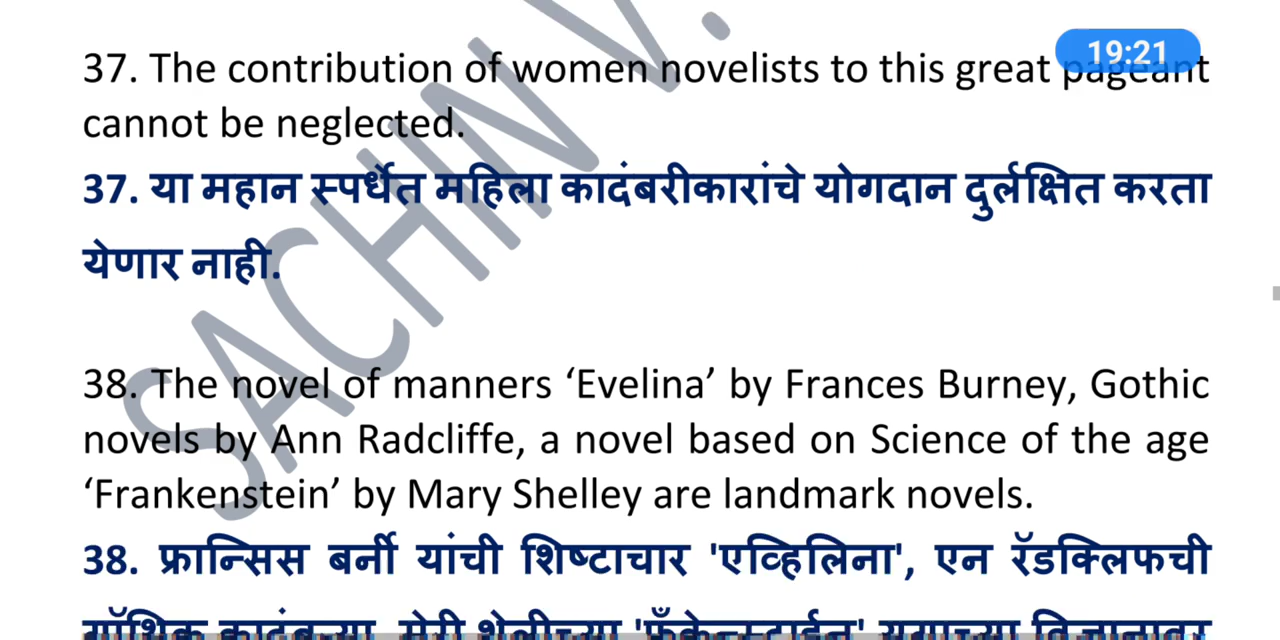 19:21
37. The contribution of women novelists to this great pageant
cannot be neglected.
37. या महान स्पर्धेत महिला कादंबरीकारांचे योगदान दुर्लक्षित करता
येणार नाही.
38. The novel of manners ‘Evelina’ by Frances Burney, Gothic
novels by Ann Radcliffe, a novel based on Science of the age
‘Frankenstein’ by Mary Shelley are landmark novels.
38. फ्रान्सिस बर्नी यांची शिष्टाचार 'एव्हिलिना', एन रॅडक्लिफची
गॉथिक कादंबऱ्या, मेरी शेलीच्या 'फ्रँकेन्स्टाईन' युगाच्या विज्ञानावर
SACHIN V.